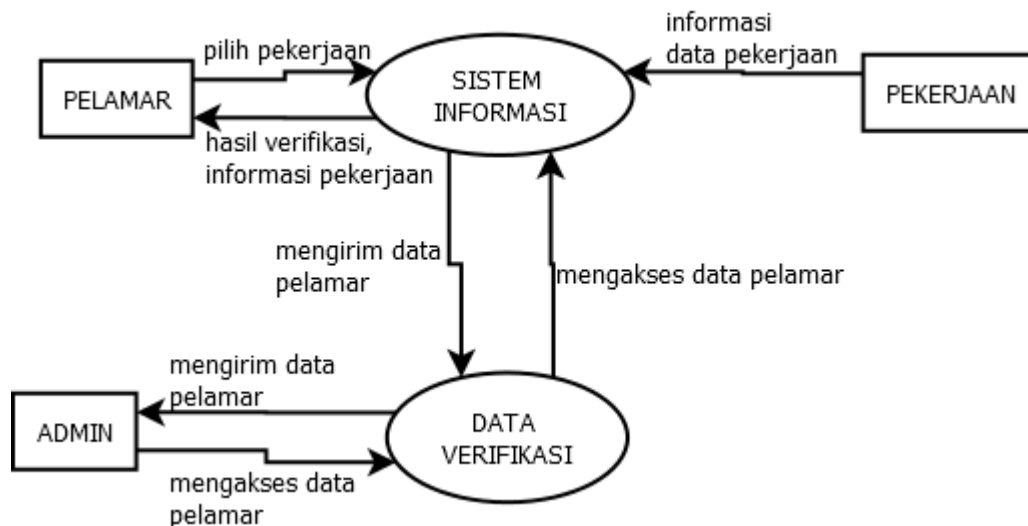 informasi
data pekerjaan
pilih pekerjaan
PELAMAR
SISTEM
INFORMASI
PEKERJAAN
hasil verifikasi,
informasi pekerjaan
mengirim data
pelamar
mengakses data pelamar
mengirim data
pelamar
ADMIN
DATA
VERIFIKASI
mengakses data
pelamar